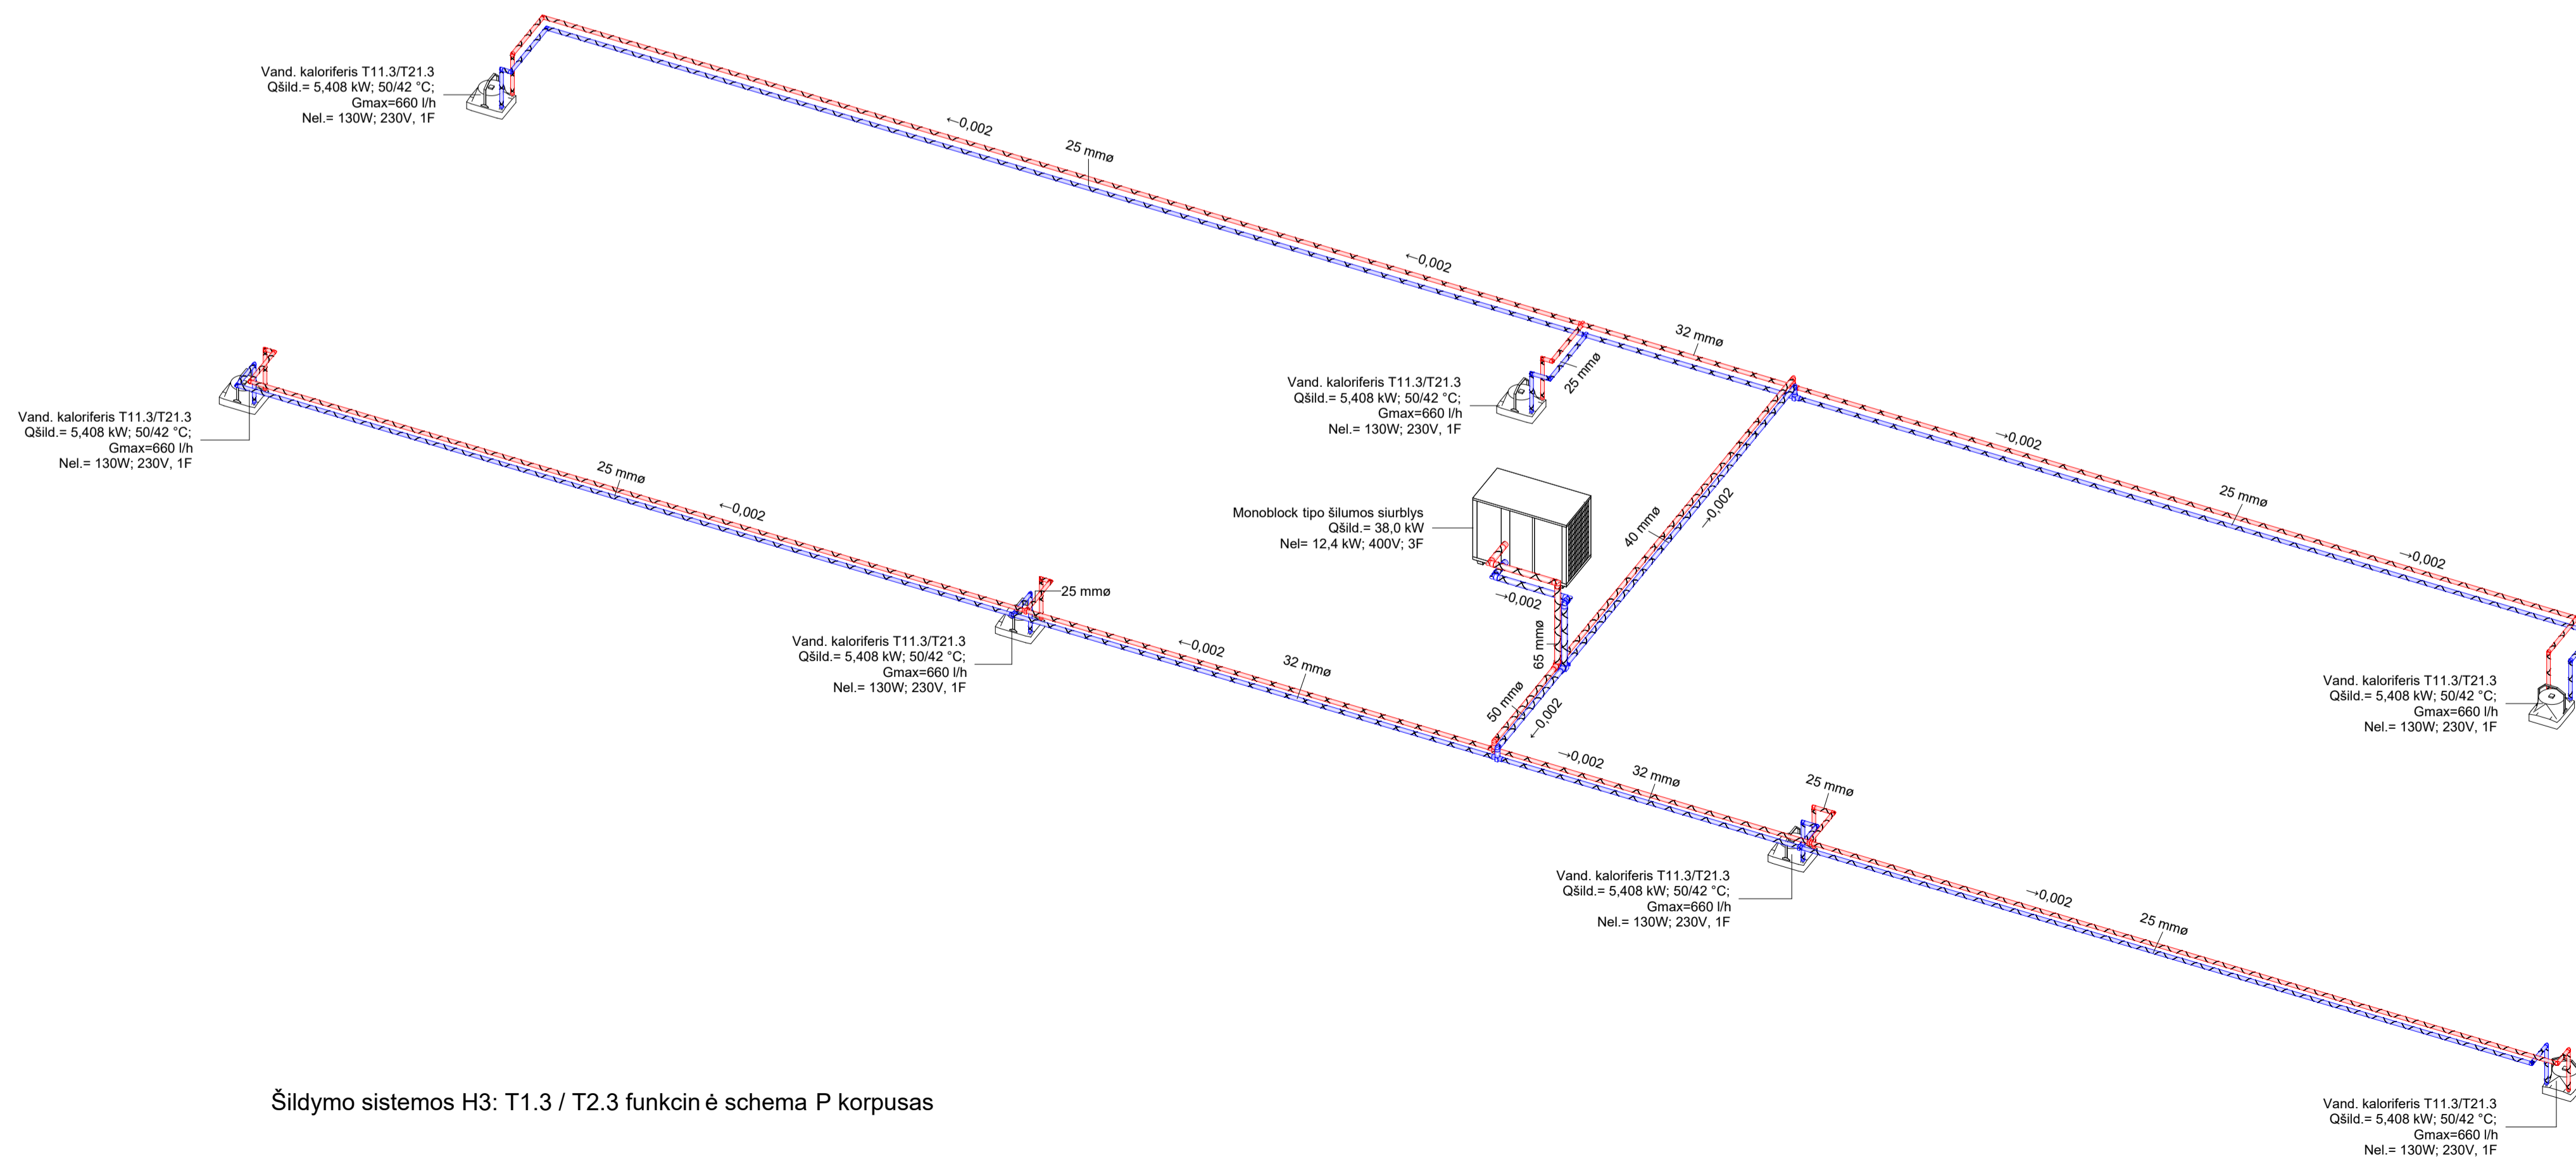 Vand. kaloriferis T11.3/T21.3
Qšild.= 5,408 kW; 50/42 °C;
Gmax=660 l/h
Nel.= 130W; 230V, 1F
←0,002
25 mmø
←0,002
32 mmø
25 mmø
Vand. kaloriferis T11.3/T21.3
Qšild.= 5,408 kW; 50/42 °C;
Gmax=660 l/h
Nel.= 130W; 230V, 1F
→0,002
25 mmø
→0,002
Vand. kaloriferis T11.3/T21.3
Qšild.= 5,408 kW; 50/42 °C;
Gmax=660 l/h
Nel.= 130W; 230V, 1F
25 mmø
←0,002
Monoblock tipo šilumos siurblys
Qšild.= 38,0 kW
Nel= 12,4 kW; 400V; 3F
40 mmø
→0,002
→0,002
65 mmø
50 mmø
←0,002
25 mmø
Vand. kaloriferis T11.3/T21.3
Qšild.= 5,408 kW; 50/42 °C;
Gmax=660 l/h
Nel.= 130W; 230V, 1F
←0,002
32 mmø
Vand. kaloriferis T11.3/T21.3
Qšild.= 5,408 kW; 50/42 °C;
Gmax=660 l/h
Nel.= 130W; 230V, 1F
→0,002
32 mmø
25 mmø
Vand. kaloriferis T11.3/T21.3
Qšild.= 5,408 kW; 50/42 °C;
Gmax=660 l/h
Nel.= 130W; 230V, 1F
→0,002
25 mmø
Vand. kaloriferis T11.3/T21.3
Qšild.= 5,408 kW; 50/42 °C;
Gmax=660 l/h
Nel.= 130W; 230V, 1F
Šildymo sistemos H3: T1.3 / T2.3 funkcinė schema P korpusas